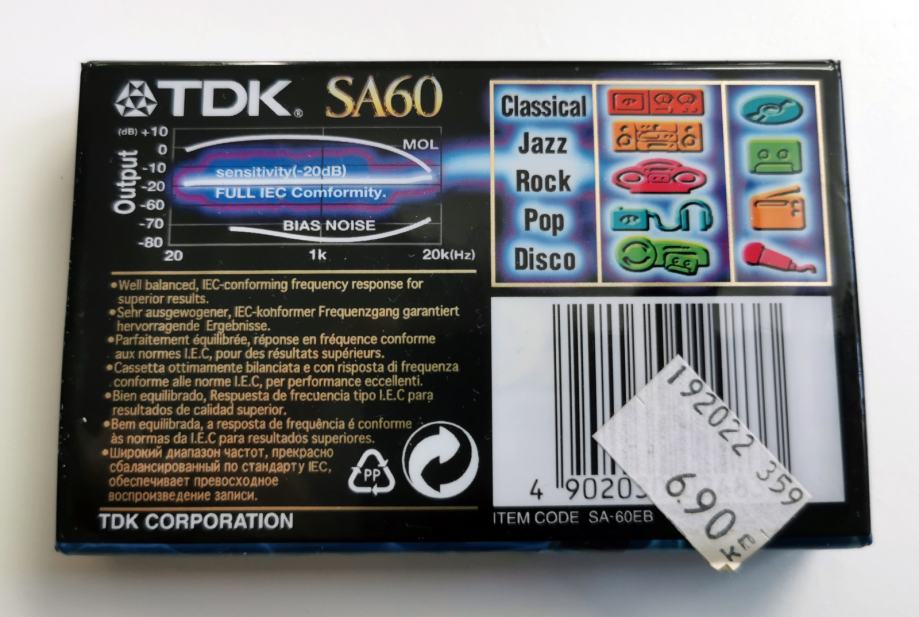 TDK® SA60
(dB) +10
0
-10
-20
-60
-70
-80
Output
MOL
sensitivity(-20dB)
FULL IEC Comformity.
BIAS NOISE
20 1k 20k(Hz)
Classical
Jazz
Rock
Pop
Disco
•Well balanced, IEC-conforming frequency response for
superior results.
•Sehr ausgewogener, IEC-kohformer Frequenzgang garantiert
hervorragende Ergebnisse.
•Parfaitement équilibrée, réponse en fréquence conforme
aux normes I.E.C, pour des résultats supérieurs.
•Cassetta ottimamente bilanciata e con risposta di frequenza
conforme alle norme I.E.C, per performance eccellenti.
•Bien equilibrado, Respuesta de frecuencia tipo I.E.C para
resultados de calidad superior.
•Bem equilibrada, a resposta de frequência é conforme
às normas da I.E.C para resultados superiores.
•Широкий диапазон частот, прекрасно
сбалансированный по стандарту IEC,
обеспечивает превосходное
воспроизведение записи.
PP
TDK CORPORATION
4 9020
ITEM CODE SA-60EB
192022 359
6.90